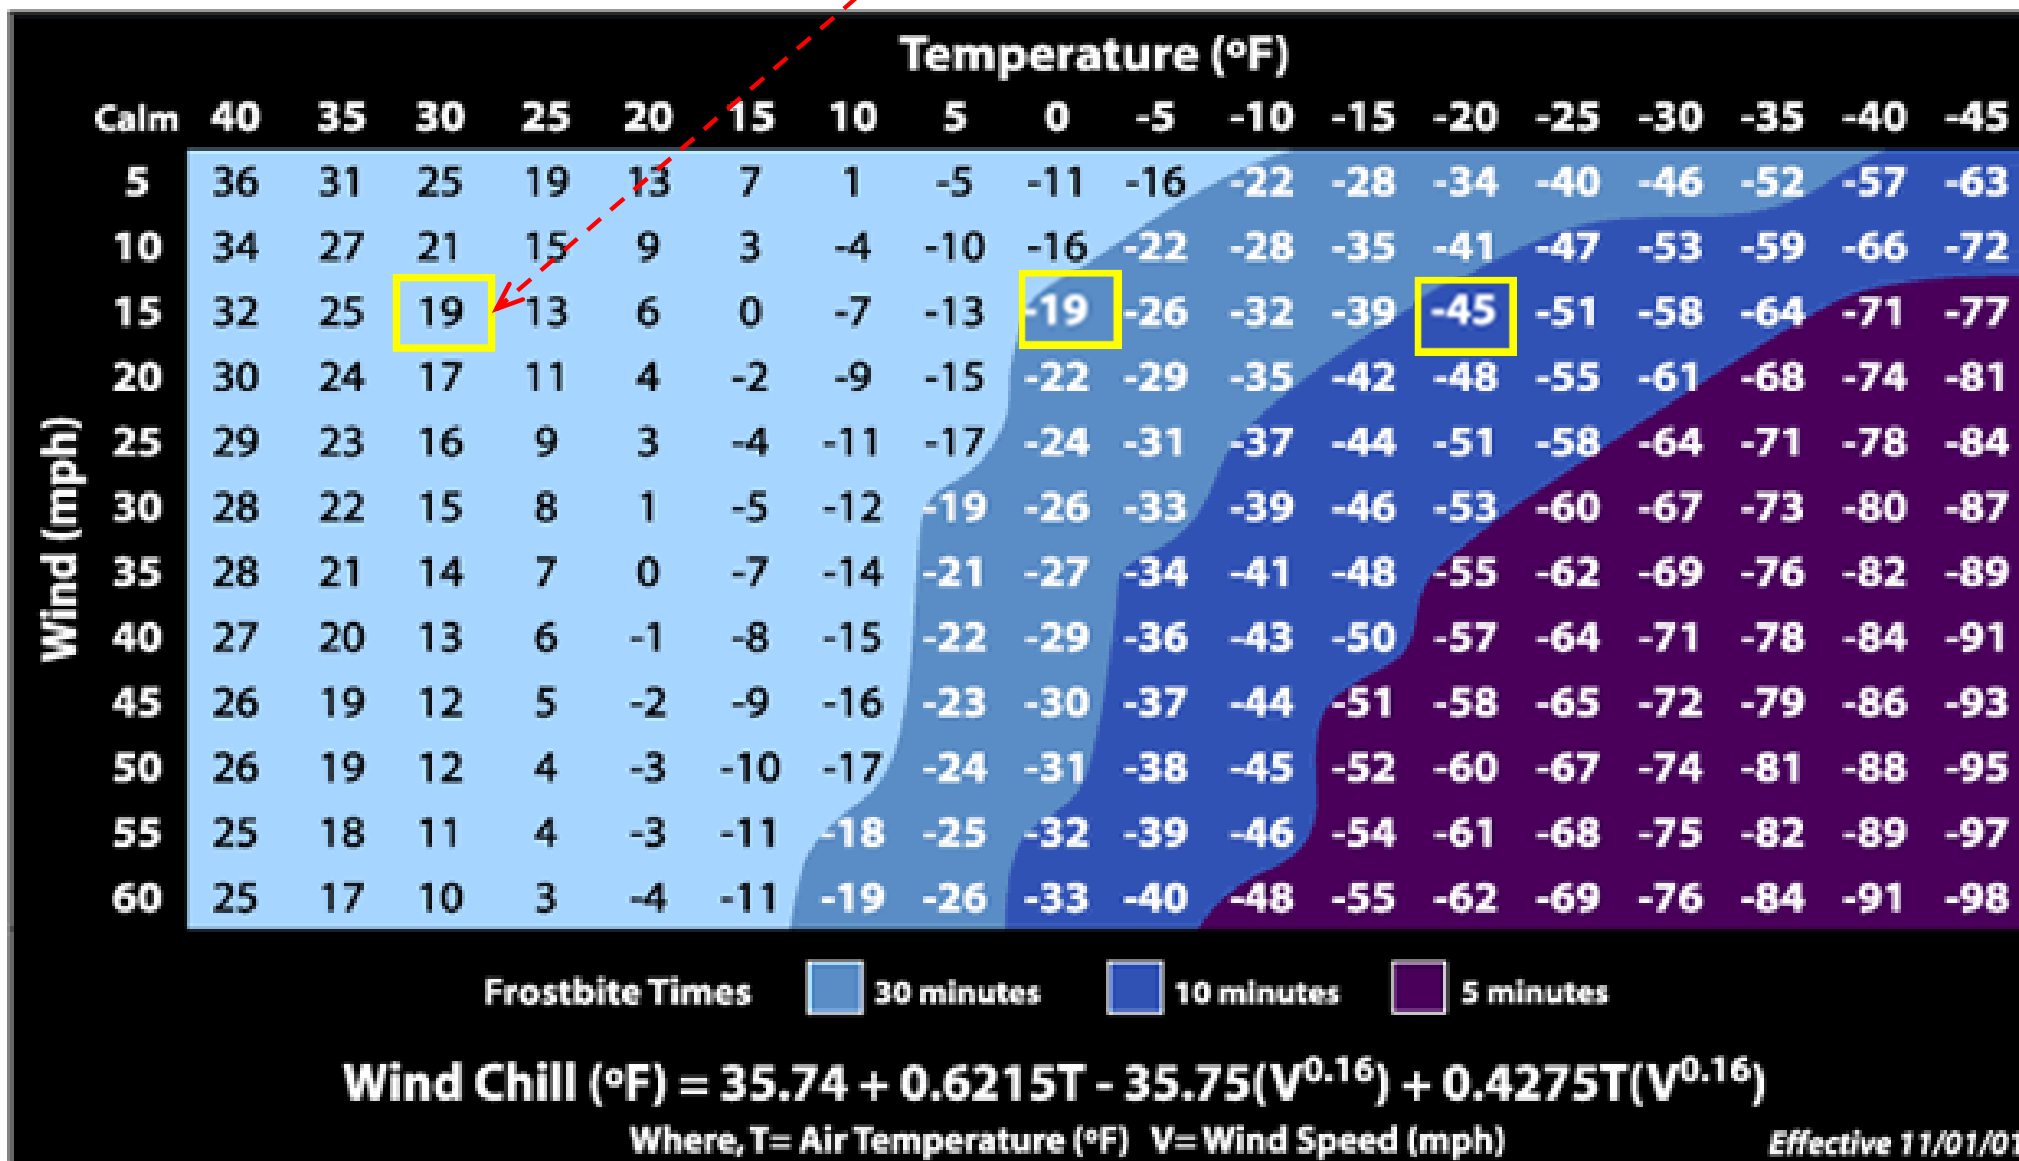 Temperature (ºF)
Calm 40 35 30 25 20 15 10 5 0 -5 -10 -15 -20 -25 -30 -35 -40 -45
5 36 31 25 19 13 7 1 -5 -11 -16 -22 -28 -34 -40 -46 -52 -57 -63
10 34 27 21 15 9 3 -4 -10 -16 -22 -28 -35 -41 -47 -53 -59 -66 -72
15 32 25 19 13 6 0 -7 -13 -19 -26 -32 -39 -45 -51 -58 -64 -71 -77
20 30 24 17 11 4 -2 -9 -15 -22 -29 -35 -42 -48 -55 -61 -68 -74 -81
25 29 23 16 9 3 -4 -11 -17 -24 -31 -37 -44 -51 -58 -64 -71 -78 -84
30 28 22 15 8 1 -5 -12 -19 -26 -33 -39 -46 -53 -60 -67 -73 -80 -87
35 28 21 14 7 0 -7 -14 -21 -27 -34 -41 -48 -55 -62 -69 -76 -82 -89
40 27 20 13 6 -1 -8 -15 -22 -29 -36 -43 -50 -57 -64 -71 -78 -84 -91
45 26 19 12 5 -2 -9 -16 -23 -30 -37 -44 -51 -58 -65 -72 -79 -86 -93
50 26 19 12 4 -3 -10 -17 -24 -31 -38 -45 -52 -60 -67 -74 -81 -88 -95
55 25 18 11 4 -3 -11 -18 -25 -32 -39 -46 -54 -61 -68 -75 -82 -89 -97
60 25 17 10 3 -4 -11 -19 -26 -33 -40 -48 -55 -62 -69 -76 -84 -91 -98
Wind (mph)
Frostbite Times 30 minutes 10 minutes 5 minutes
Wind Chill (ºF) = 35.74 + 0.6215T - 35.75(V^0.16) + 0.4275T(V^0.16)
Where, T= Air Temperature (ºF) V= Wind Speed (mph)
Effective 11/01/01